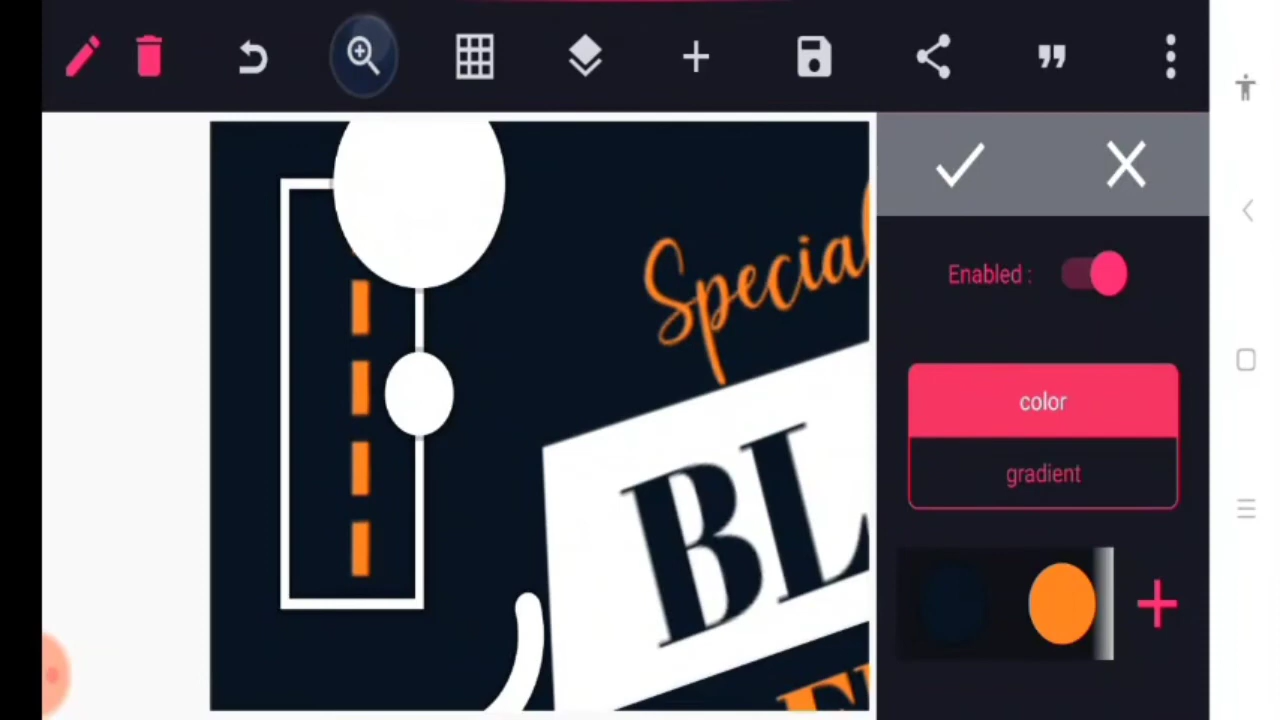 Enabled :
Special
color
gradient
BL